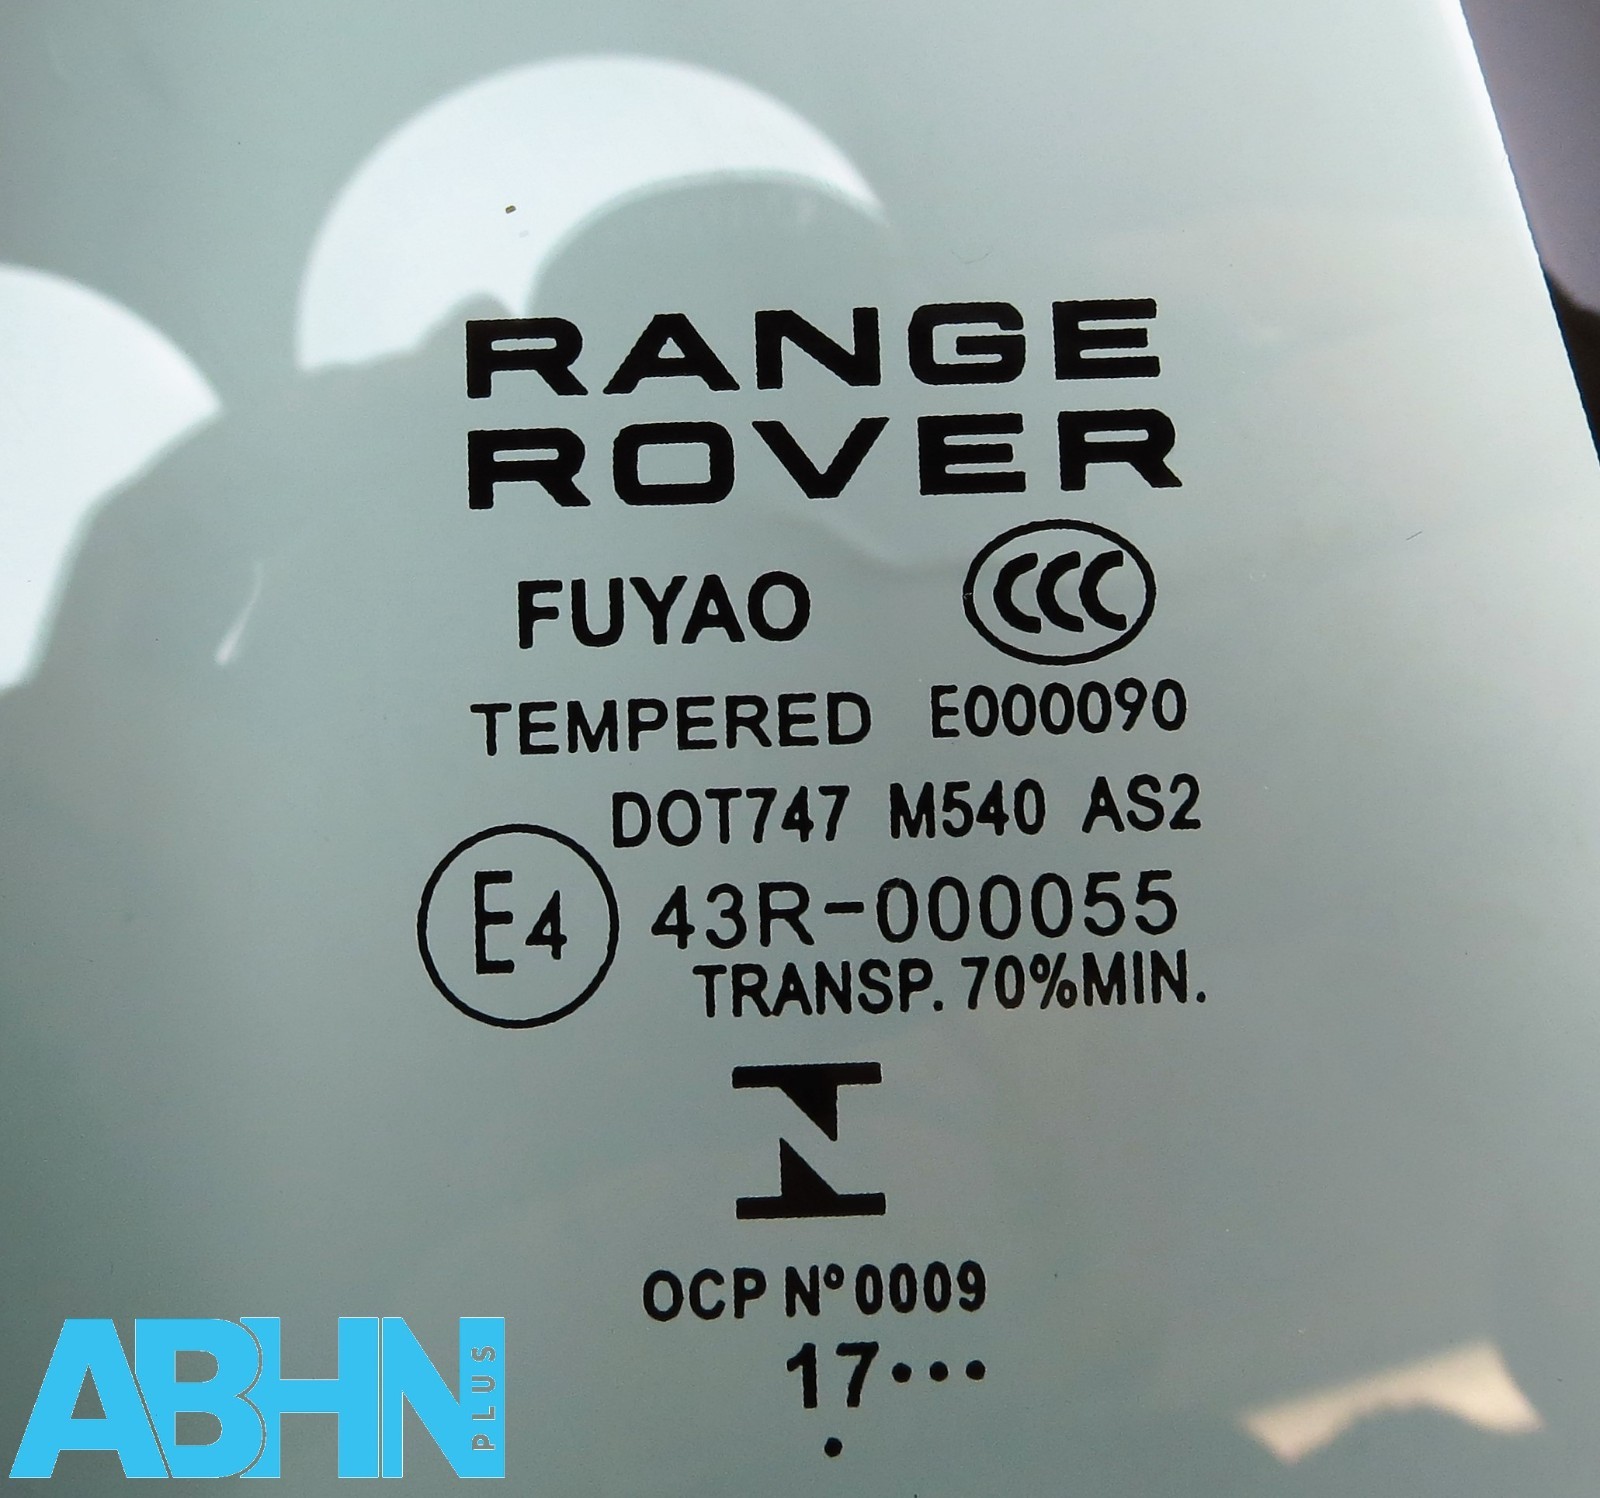 RANGE
ROVER
FUYAO CCC
TEMPERED E000090
DOT747 M540 AS2
E4 43R-000055
TRANSP. 70%MIN.
OCP Nº0009
17•••
•
ABHN PLUS